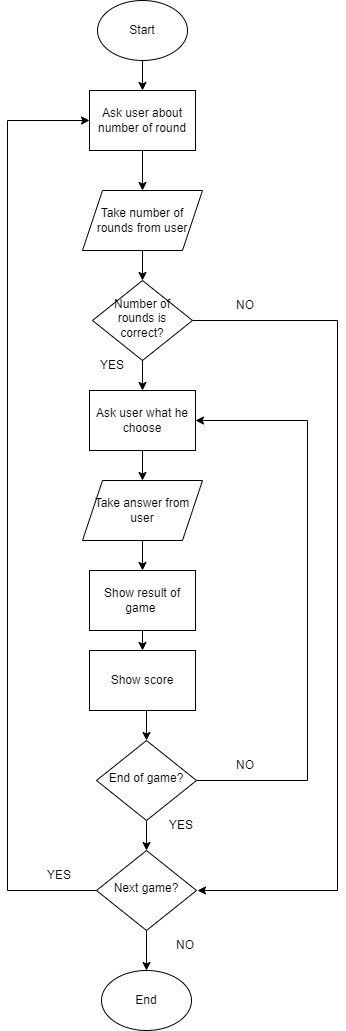 Start
Ask user about
number of round
Take number of
rounds from user
Number of
rounds is
correct?
NO
YES
Ask user what he
choose
Take answer from
user
Show result of
game
Show score
End of game?
NO
YES
YES
Next game?
NO
End